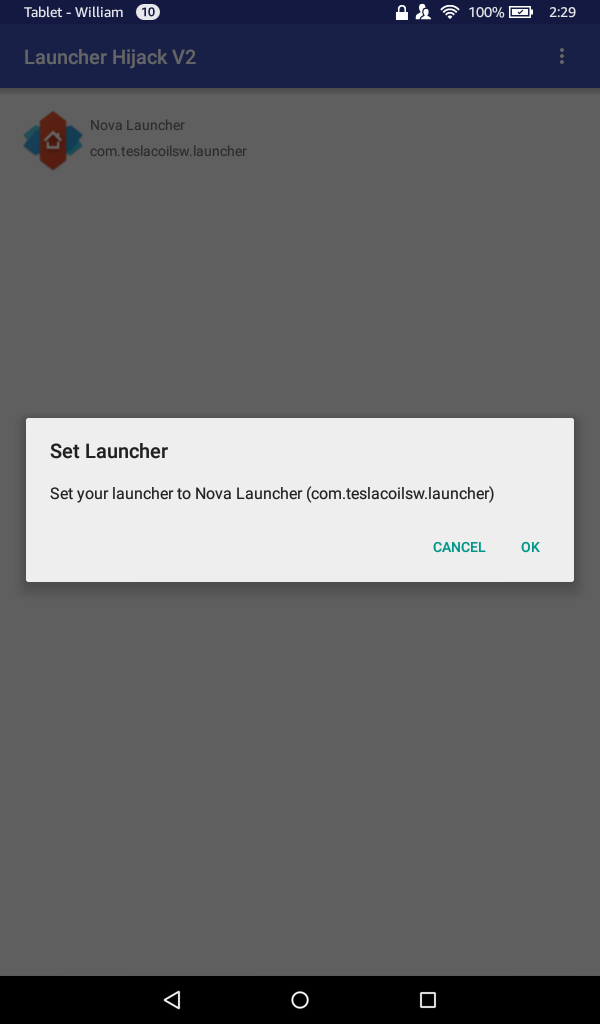 Tablet - William 10 100% 2:29
Launcher Hijack V2
Nova Launcher
com.teslacoilsw.launcher
Set Launcher
Set your launcher to Nova Launcher (com.teslacoilsw.launcher)
CANCEL OK